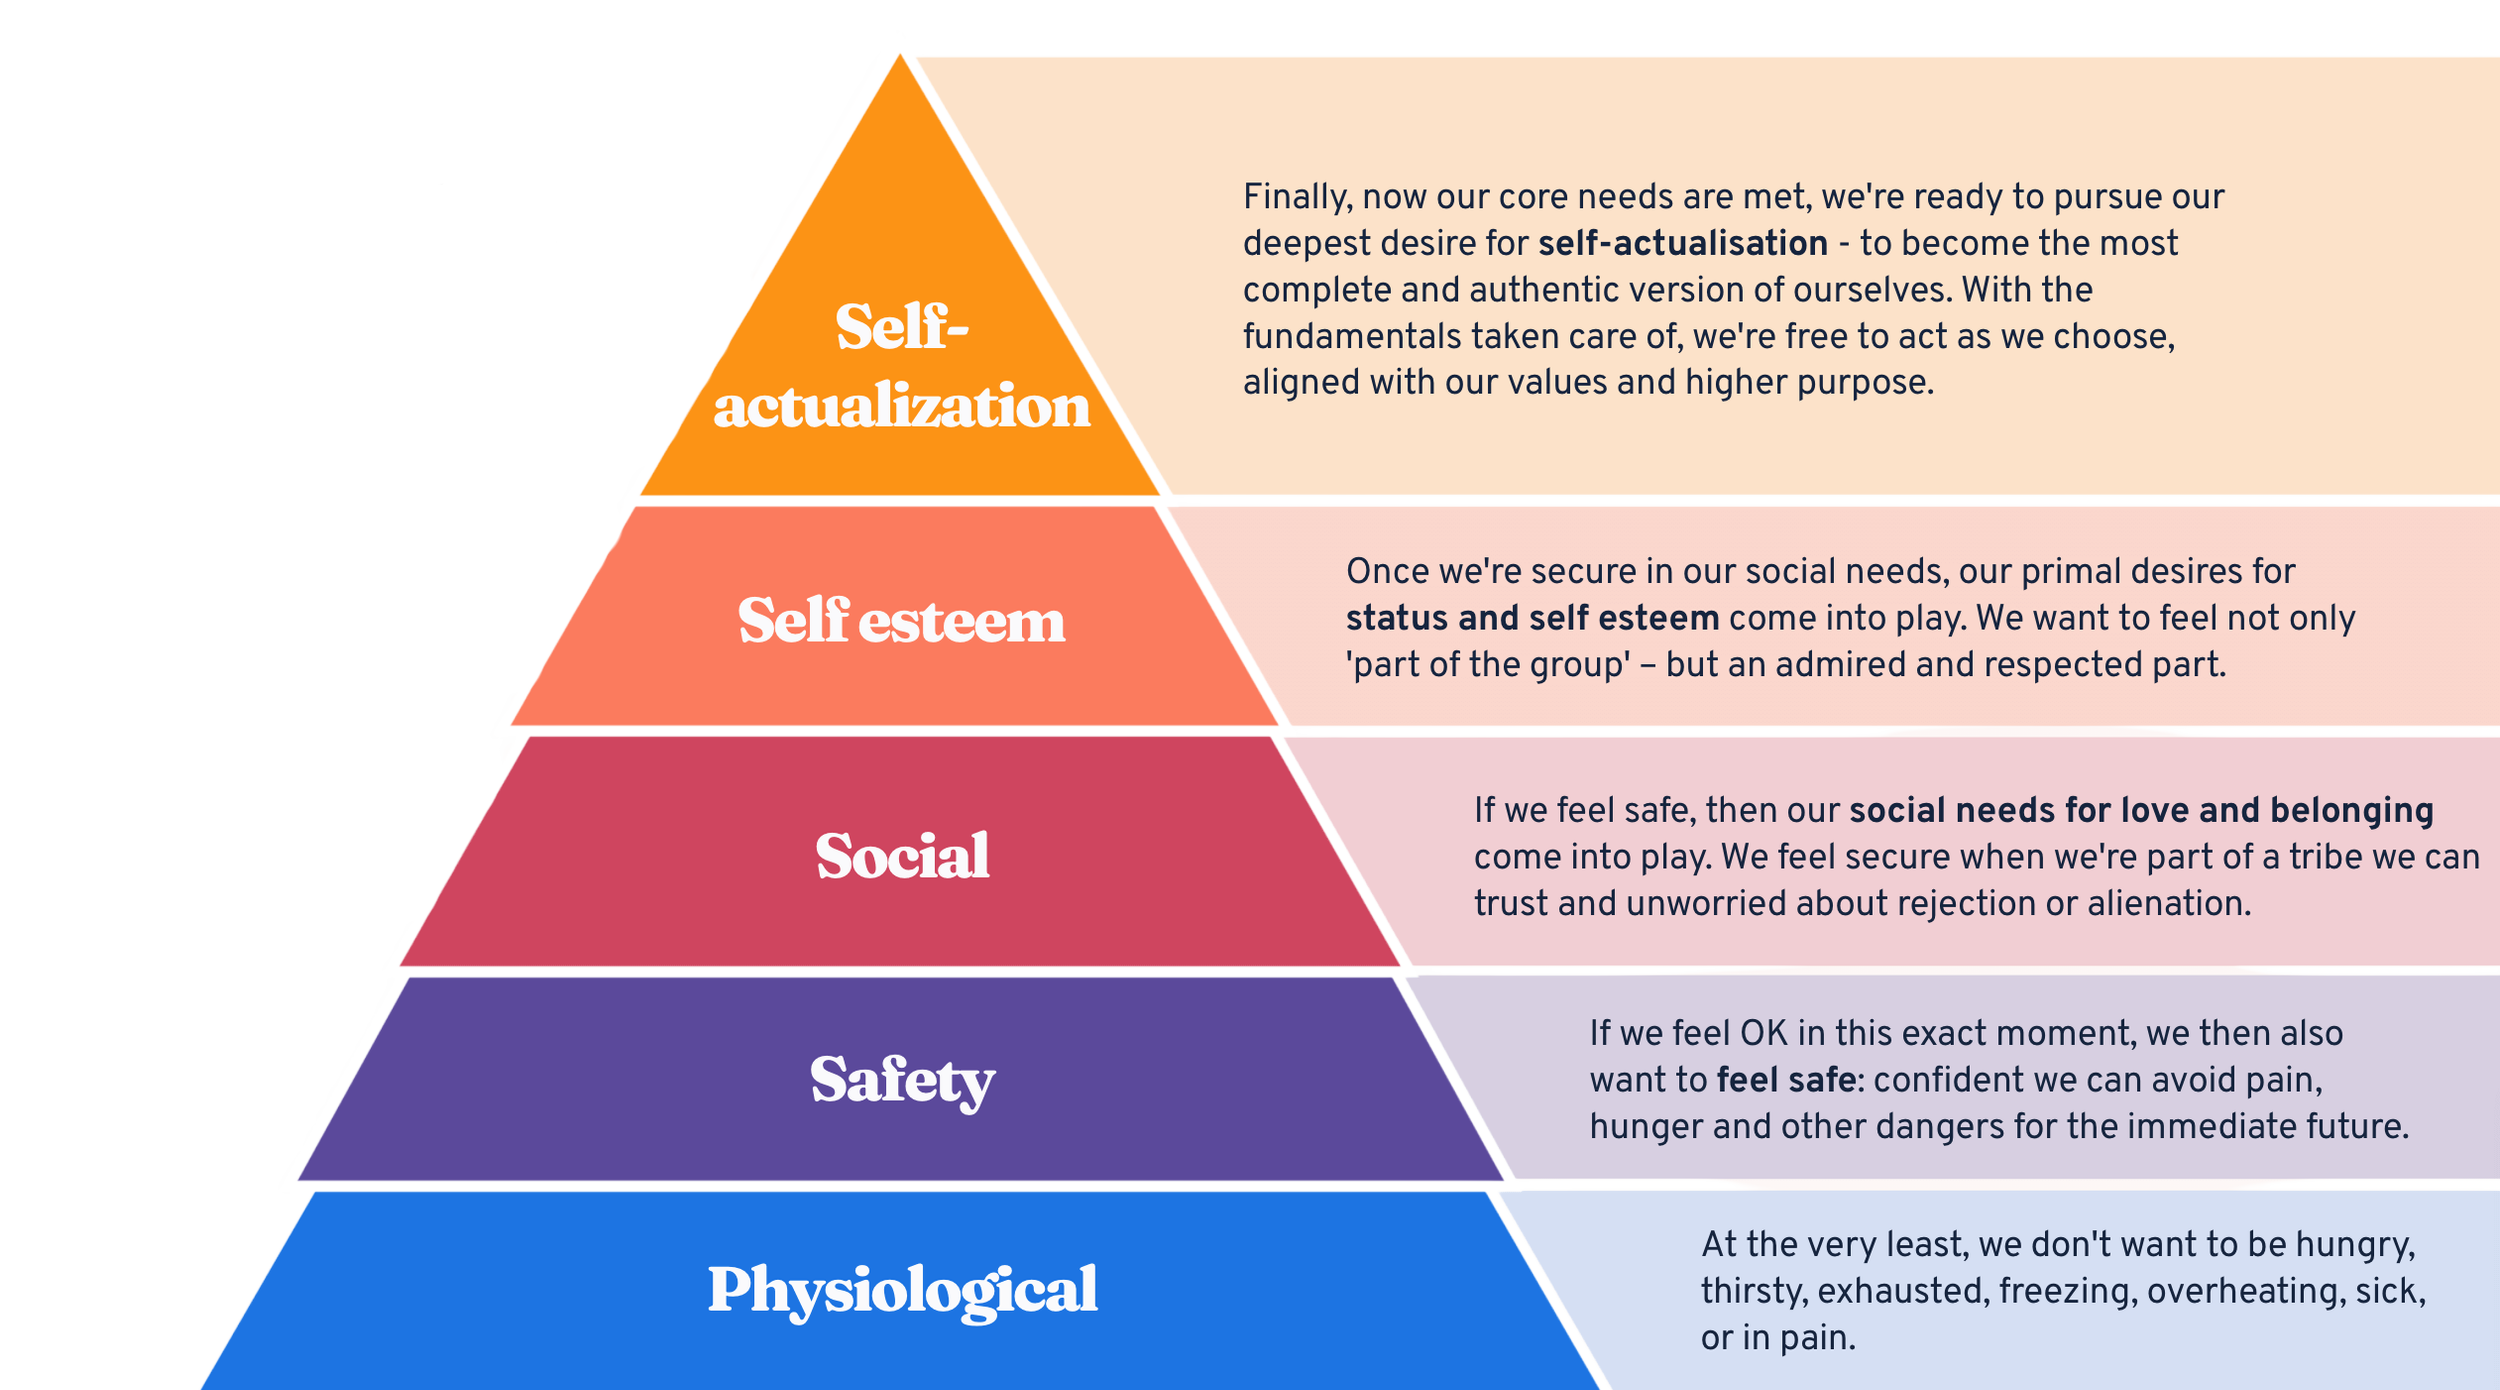 Self-
actualization
Finally, now our core needs are met, we're ready to pursue our
deepest desire for self-actualisation - to become the most
complete and authentic version of ourselves. With the
fundamentals taken care of, we're free to act as we choose,
aligned with our values and higher purpose.
Self esteem
Once we're secure in our social needs, our primal desires for
status and self esteem come into play. We want to feel not only
'part of the group' – but an admired and respected part.
Social
If we feel safe, then our social needs for love and belonging
come into play. We feel secure when we're part of a tribe we can
trust and unworried about rejection or alienation.
Safety
If we feel OK in this exact moment, we then also
want to feel safe: confident we can avoid pain,
hunger and other dangers for the immediate future.
Physiological
At the very least, we don't want to be hungry,
thirsty, exhausted, freezing, overheating, sick,
or in pain.